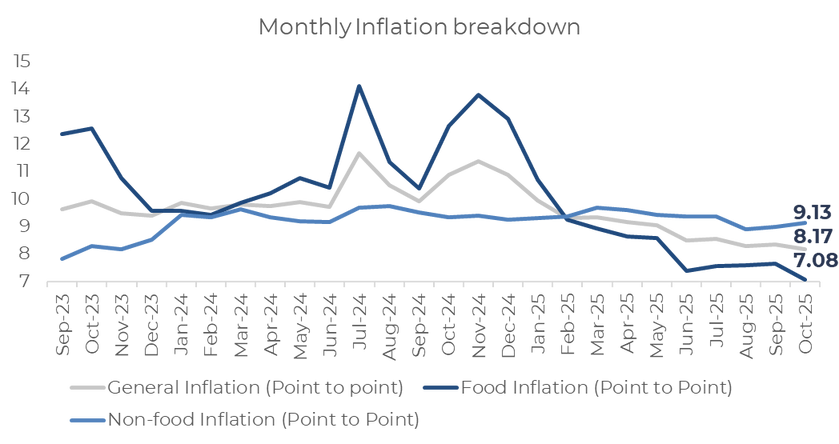 Monthly Inflation breakdown
15
14
13
12
11
10
9
8
7
9.13
8.17
7.08
Sep-23
Oct-23
Nov-23
Dec-23
Jan-24
Feb-24
Mar-24
Apr-24
May-24
Jun-24
Jul-24
Aug-24
Sep-24
Oct-24
Nov-24
Dec-24
Jan-25
Feb-25
Mar-25
Apr-25
May-25
Jun-25
Jul-25
Aug-25
Sep-25
Oct-25
General Inflation (Point to point)
Food Inflation (Point to Point)
Non-food Inflation (Point to Point)